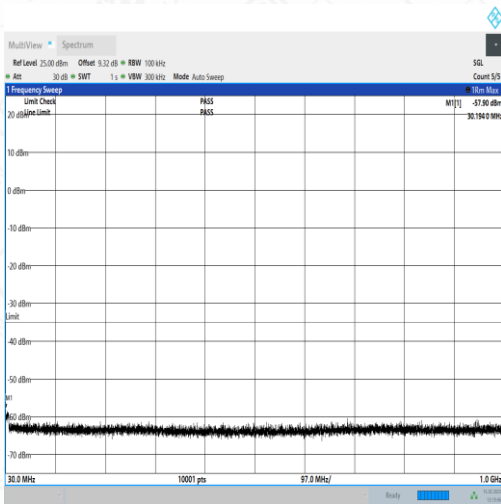 MultiView Spectrum
Ref Level 25.00 dBm Offset 9.32 dB RBW 100 kHz SGL
Att 30 dB SWT 1 s VBW 300 kHz Mode Auto Sweep Count 5/5
1 Frequency Sweep 1Rm Max
Limit Check PASS M1[1] -57.90 dBm
Line Limit PASS 30.1940 MHz
20 dBm
10 dBm
0 dBm
-10 dBm
-20 dBm
-30 dBm
Limit
-40 dBm
-50 dBm
M1
-60 dBm
-70 dBm
30.0 MHz 10001 pts 97.0 MHz/ 1.0 GHz
Ready